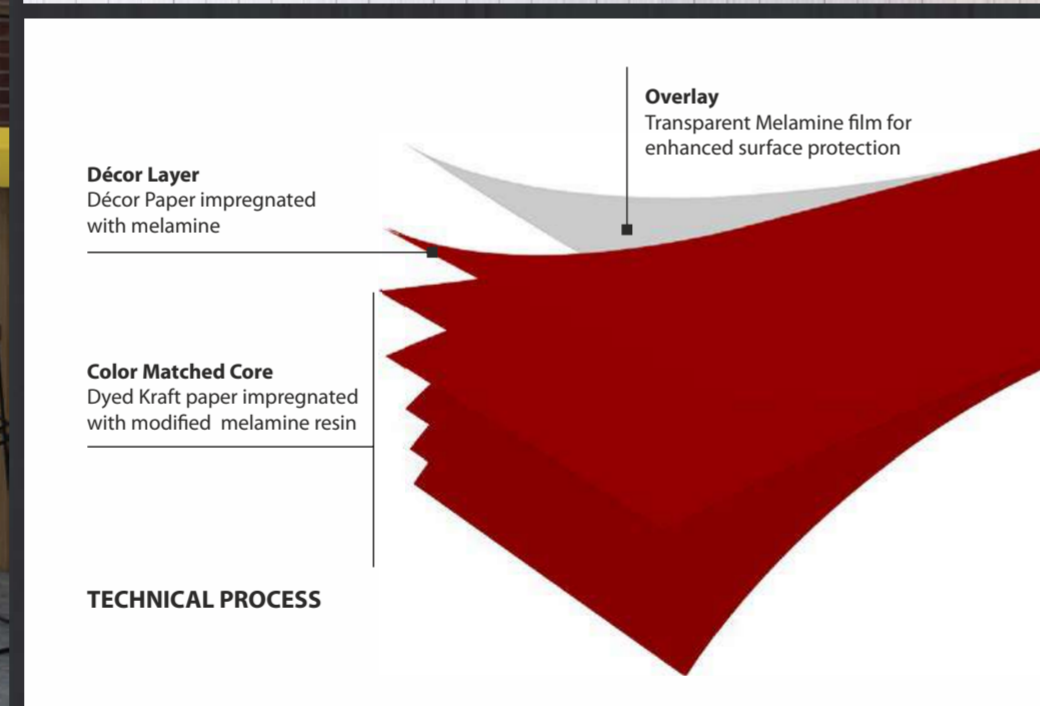 Overlay
Transparent Melamine film for
enhanced surface protection
Décor Layer
Décor Paper impregnated
with melamine
Color Matched Core
Dyed Kraft paper impregnated
with modified  melamine resin
TECHNICAL PROCESS